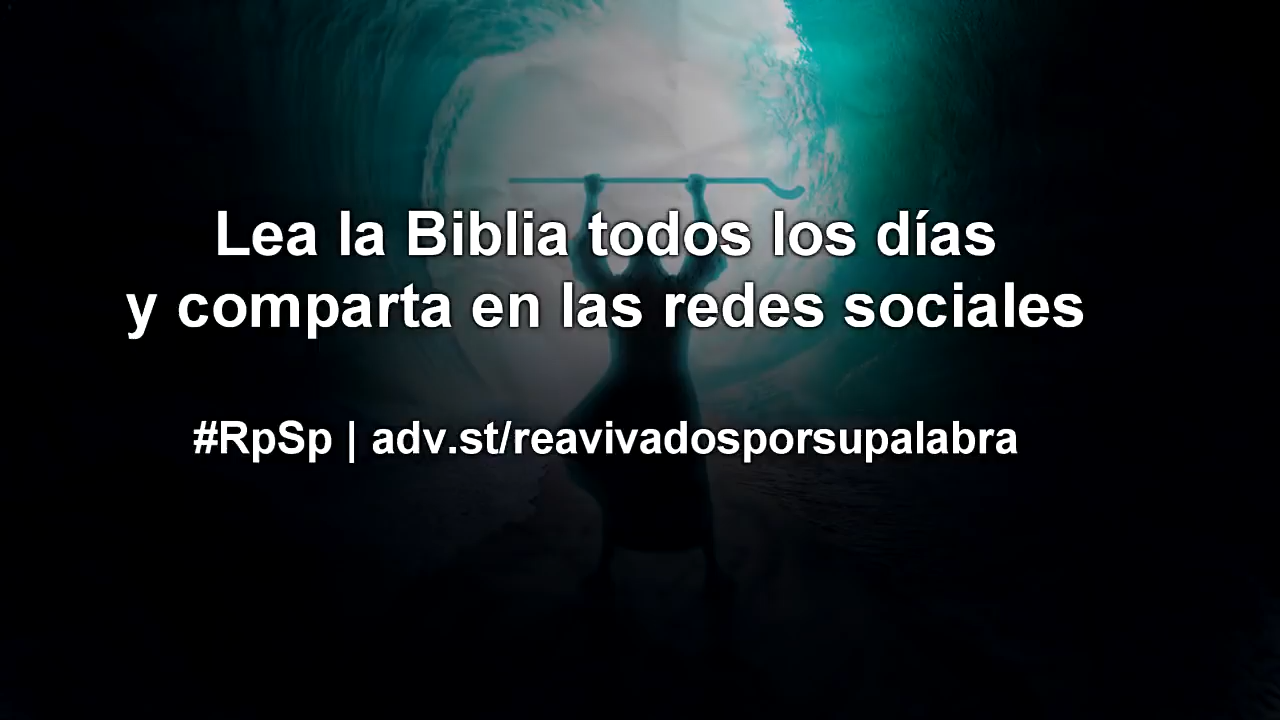 Lea la Biblia todos los días
y comparta en las redes sociales
#RpSp | adv.st/reavivadosporsupalabra